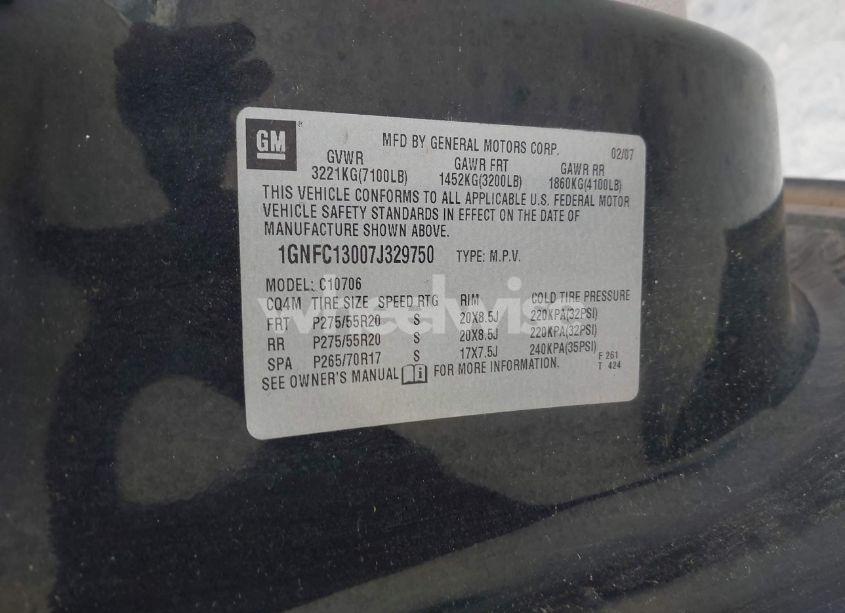 GM
MFD BY GENERAL MOTORS CORP. 02/07
GVWR GAWR FRT GAWR RR
3221KG(7100LB) 1452KG(3200LB) 1860KG(4100LB)
THIS VEHICLE CONFORMS TO ALL APPLICABLE U.S. FEDERAL MOTOR
VEHICLE SAFETY STANDARDS IN EFFECT ON THE DATE OF
MANUFACTURE SHOWN ABOVE.
1GNFC13007J329750 TYPE: M.P.V.
MODEL: C10706
CQ4M TIRE SIZE SPEED RTG RIM COLD TIRE PRESSURE
FRT P275/55R20 S 20X8.5J 220KPA(32PSI)
RR P275/55R20 S 20X8.5J 220KPA(32PSI)
SPA P265/70R17 S 17X7.5J 240KPA(35PSI)
SEE OWNER'S MANUAL FOR MORE INFORMATION.
F 261
T 424
wheelwise